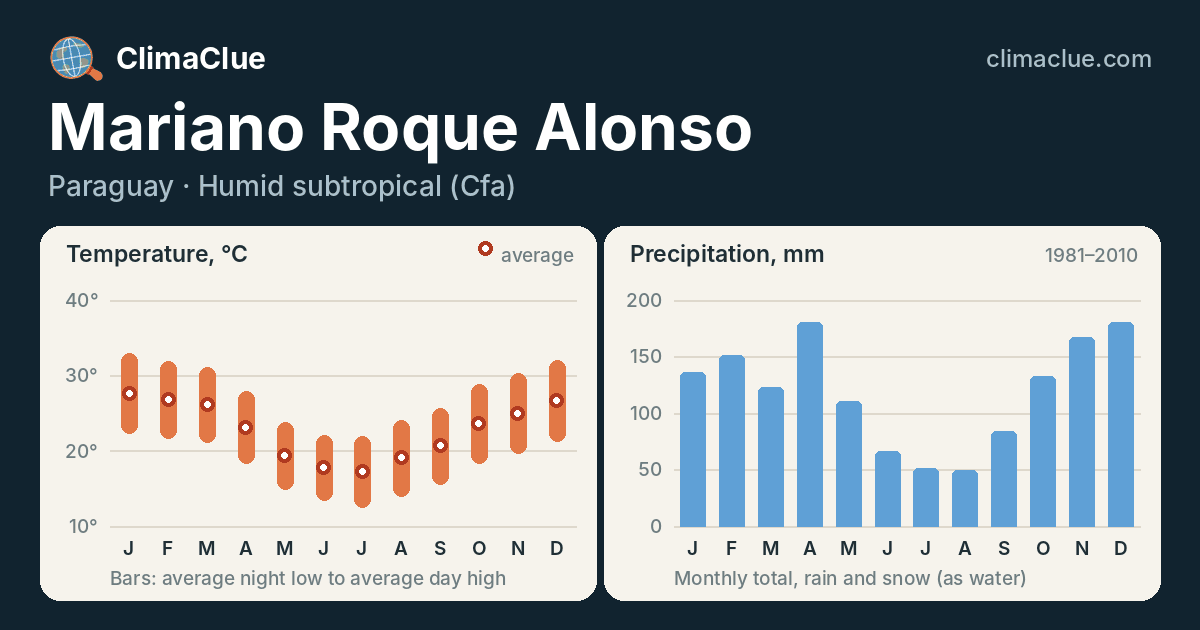 ClimaClue
climaclue.com
Mariano Roque Alonso
Paraguay · Humid subtropical (Cfa)
Temperature, °C
average
40°
30°
20°
10°
J F M A M J J A S O N D
Bars: average night low to average day high
Precipitation, mm
1981–2010
200
150
100
50
0
J F M A M J J A S O N D
Monthly total, rain and snow (as water)